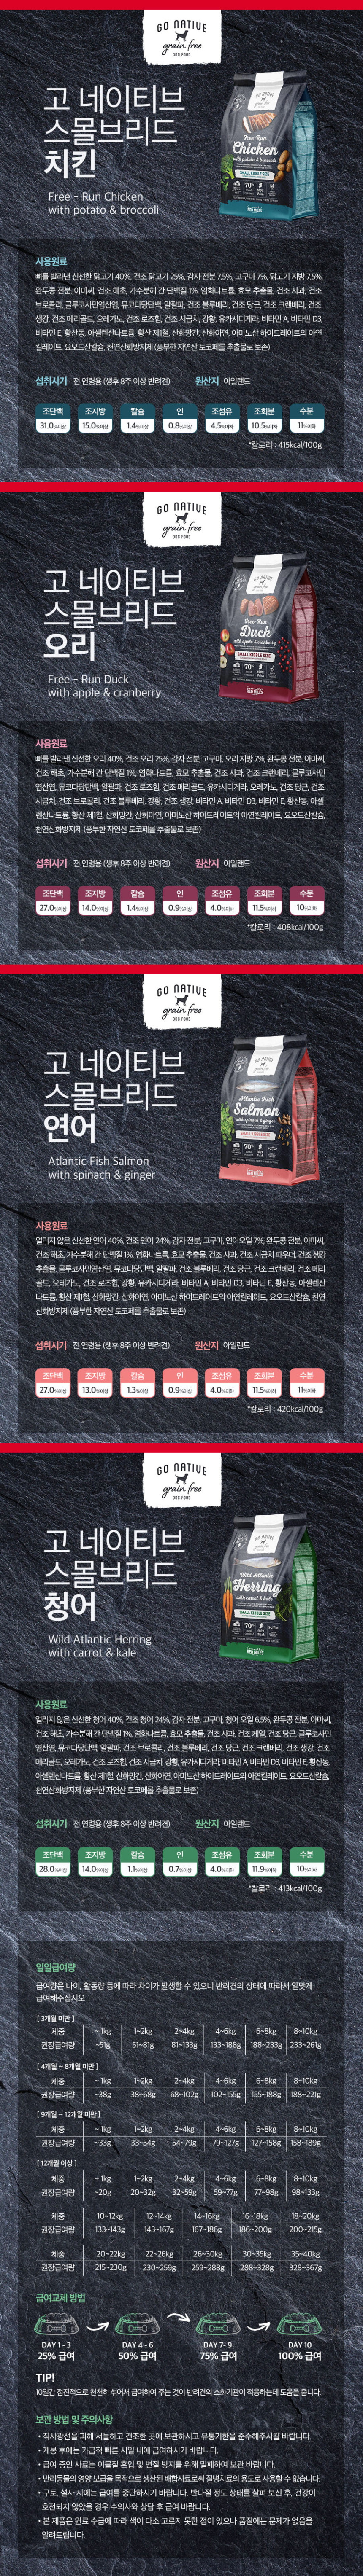 GO NATIVE
grain free
DOG FOOD
고 네이티브
스몰브리드
치킨
Free - Run Chicken
with potato & broccoli
GO NATIVE
Free-Run
Chicken
with potato & broccoli
SMALL KIBBLE SIZE
70%
RED MILLS
사용원료
뼈를 발라낸 신선한 닭고기 40%, 건조 닭고기 25%, 감자 전분 7.5%, 고구마 7%, 닭고기 지방 7.5%,
완두콩 전분, 아마씨, 건조 해초, 가수분해 간 단백질 1%, 염화나트륨, 효모 추출물, 건조 사과, 건조
브로콜리, 글루코사민염산염, 유코다당단백, 알팔파, 건조 블루베리, 건조 당근, 건조 크랜베리, 건조
생강, 건조 메리골드, 오레가노, 건조 로즈힙, 건조 시금치, 강황, 유카시디게라, 비타민 A, 비타민 D3,
비타민 E, 황산동, 아셀렌산나트륨, 황산 제1철, 산화망간, 산화아연, 아미노산 하이드레이트의 아연
킬레이트, 요오드산칼슘, 천연산화방지제 (풍부한 자연산 토코페롤 추출물로 보존)
섭취시기 전 연령용 (생후 8주 이상 반려견) 원산지 아일랜드
조단백 조지방 칼슘 인 조섬유 조회분 수분
31.0%이상 15.0%이상 1.4%이상 0.8%이상 4.5%이하 10.5%이하 11%이하
*칼로리 : 415kcal/100g
GO NATIVE
grain free
DOG FOOD
고 네이티브
스몰브리드
오리
Free - Run Duck
with apple & cranberry
GO NATIVE
Free-Run
Duck
with apple & cranberry
SMALL KIBBLE SIZE
70%
RED MILLS
사용원료
뼈를 발라낸 신선한 오리 40%, 건조 오리 25%, 감자 전분, 고구마, 오리 지방 7%, 완두콩 전분, 아마씨,
건조 해초, 가수분해 간 단백질 1%, 염화나트륨, 효모 추출물, 건조 사과, 건조 크랜베리, 글루코사민
염산염, 유코다당단백, 알팔파, 건조 로즈힙, 건조 메리골드, 유카시디게라, 오레가노, 건조 당근, 건조
시금치, 건조 브로콜리, 건조 블루베리, 강황, 건조 생강, 비타민 A, 비타민 D3, 비타민 E, 황산동, 아셀
렌산나트륨, 황산 제1철, 산화망간, 산화아연, 아미노산 하이드레이트의 아연킬레이트, 요오드산칼슘,
천연산화방지제 (풍부한 자연산 토코페롤 추출물로 보존)
섭취시기 전 연령용 (생후 8주 이상 반려견) 원산지 아일랜드
조단백 조지방 칼슘 인 조섬유 조회분 수분
27.0%이상 14.0%이상 1.4%이상 0.9%이상 4.0%이하 11.5%이하 10%이하
*칼로리 : 408kcal/100g
GO NATIVE
grain free
DOG FOOD
고 네이티브
스몰브리드
연어
Atlantic Fish Salmon
with spinach & ginger
GO NATIVE
Atlantic Fish
Salmon
with spinach & ginger
SMALL KIBBLE SIZE
70%
RED MILLS
사용원료
얼리지 않은 신선한 연어 40%, 건조 연어 24%, 감자 전분, 고구마, 연어오일 7%, 완두콩 전분, 아마씨,
건조 해초, 가수분해 간 단백질 1%, 염화나트륨, 효모 추출물, 건조 사과, 건조 시금치 파우더, 건조 생강
추출물, 글루코사민염산염, 유코다당단백, 알팔파, 건조 블루베리, 건조 당근, 건조 크랜베리, 건조 메리
골드, 오레가노, 건조 로즈힙, 강황, 유카시디게라, 비타민 A, 비타민 D3, 비타민 E, 황산동, 아셀렌산
나트륨, 황산 제1철, 산화망간, 산화아연, 아미노산 하이드레이트의 아연킬레이트, 요오드산칼슘, 천연
산화방지제 (풍부한 자연산 토코페롤 추출물로 보존)
섭취시기 전 연령용 (생후 8주 이상 반려견) 원산지 아일랜드
조단백 조지방 칼슘 인 조섬유 조회분 수분
27.0%이상 13.0%이상 1.3%이상 0.9%이상 4.0%이하 11.5%이하 11%이하
*칼로리 : 420kcal/100g
GO NATIVE
grain free
DOG FOOD
고 네이티브
스몰브리드
청어
Wild Atlantic Herring
with carrot & kale
GO NATIVE
Wild Atlantic
Herring
with carrot & kale
SMALL KIBBLE SIZE
70%
RED MILLS
사용원료
얼리지 않은 신선한 청어 40%, 건조 청어 24%, 감자 전분, 고구마, 청어 오일 6.5%, 완두콩 전분, 아마씨,
건조 해초, 가수분해 간 단백질 1%, 염화나트륨, 효모 추출물, 건조 사과, 건조 케일, 건조 당근, 글루코사민
염산염, 유코다당단백, 알팔파, 건조 브로콜리, 건조 블루베리, 건조 당근, 건조 크랜베리, 건조 생강, 건조
메리골드, 오레가노, 건조 로즈힙, 건조 시금치, 강황, 유카시디게라, 비타민 A, 비타민 D3, 비타민 E, 황산동,
아셀렌산나트륨, 황산 제1철, 산화망간, 산화아연, 아미노산 하이드레이트의 아연킬레이트, 요오드산칼슘,
천연산화방지제 (풍부한 자연산 토코페롤 추출물로 보존)
섭취시기 전 연령용 (생후 8주 이상 반려견) 원산지 아일랜드
조단백 조지방 칼슘 인 조섬유 조회분 수분
28.0%이상 14.0%이상 1.1%이상 0.7%이상 4.0%이하 11.9%이하 10%이하
*칼로리 : 413kcal/100g
일일급여량
급여량은 나이, 활동량 등에 따라 차이가 발생할 수 있으니 반려견의 상태에 따라서 알맞게
급여해주십시오
[ 3개월 미만 ]
체중 ~ 1kg 1~2kg 2~4kg 4~6kg 6~8kg 8~10kg
권장급여량 ~51g 51~81g 81~133g 133~188g 188~233g 233~261g
[ 4개월 ~ 8개월 미만 ]
체중 ~ 1kg 1~2kg 2~4kg 4~6kg 6~8kg 8~10kg
권장급여량 ~38g 38~68g 68~102g 102~155g 155~188g 188~221g
[ 9개월 ~ 12개월 미만 ]
체중 ~ 1kg 1~2kg 2~4kg 4~6kg 6~8kg 8~10kg
권장급여량 ~33g 33~54g 54~79g 79~127g 127~158g 158~189g
[ 12개월 이상 ]
체중 ~ 1kg 1~2kg 2~4kg 4~6kg 6~8kg 8~10kg
권장급여량 ~20g 20~32g 32~59g 59~77g 77~98g 98~133g
체중 10~12kg 12~14kg 14~16kg 16~18kg 18~20kg
권장급여량 133~143g 143~167g 167~186g 186~200g 200~215g
체중 20~22kg 22~26kg 26~30kg 30~35kg 35~40kg
권장급여량 215~230g 230~259g 259~288g 288~328g 328~367g
급여교체 방법
DAY 1 - 3 DAY 4 - 6 DAY 7- 9 DAY 10
25% 급여 50% 급여 75% 급여 100% 급여
TIP!
10일간 점진적으로 천천히 섞어서 급여하여 주는 것이 반려견의 소화기관이 적응하는데 도움을 줍니다.
보관 방법 및 주의사항
• 직사광선을 피해 서늘하고 건조한 곳에 보관하시고 유통기한을 준수해주시길 바랍니다.
• 개봉 후에는 가급적 빠른 시일 내에 급여하시기 바랍니다.
• 급여 중인 사료는 이물질 혼입 및 변질 방지를 위해 밀폐하여 보관 바랍니다.
• 반려동물의 영양 보급을 목적으로 생산된 배합사료로써 질병치료의 용도로 사용할 수 없습니다.
• 구토, 설사 시에는 급여를 중단하시기 바랍니다. 반나절 정도 상태를 살펴 보신 후, 건강이
호전되지 않았을 경우 수의사와 상담 후 급여 바랍니다.
• 본 제품은 원료 수급에 따라 색이 다소 고르지 못한 점이 있으나 품질에는 문제가 없음을
알려드립니다.